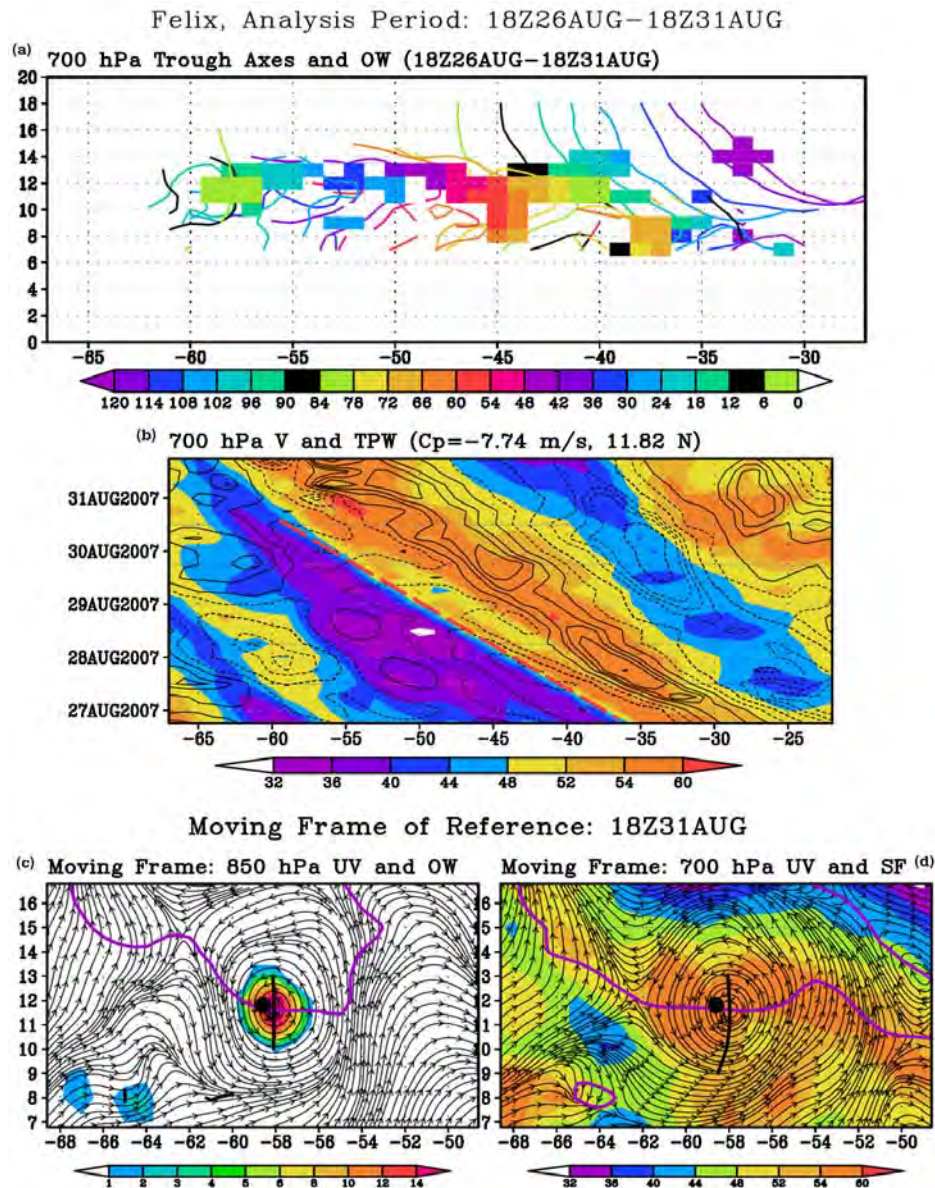 Felix, Analysis Period: 18Z26AUG−18Z31AUG
(a) 700 hPa Trough Axes and OW (18Z26AUG−18Z31AUG)
20
18
16
14
12
10
8
6
4
2
0
−65 −60 −55 −50 −45 −40 −35 −30
120 114 108 102 96 90 84 78 72 66 60 54 48 42 36 30 24 18 12 6 0
(b) 700 hPa V and TPW (Cp=−7.74 m/s, 11.82 N)
31AUG2007
30AUG2007
29AUG2007
28AUG2007
27AUG2007
−65 −60 −55 −50 −45 −40 −35 −30 −25
32 36 40 44 48 52 54 60
Moving Frame of Reference: 18Z31AUG
(c) Moving Frame: 850 hPa UV and OW
16
15
14
13
12
11
10
9
8
7
−68 −66 −64 −62 −60 −58 −56 −54 −52 −50
1 2 3 4 5 6 8 10 12 14
Moving Frame: 700 hPa UV and SF (d)
16
15
14
13
12
11
10
9
8
7
−68 −66 −64 −62 −60 −58 −56 −54 −52 −50
32 36 40 44 48 52 54 60